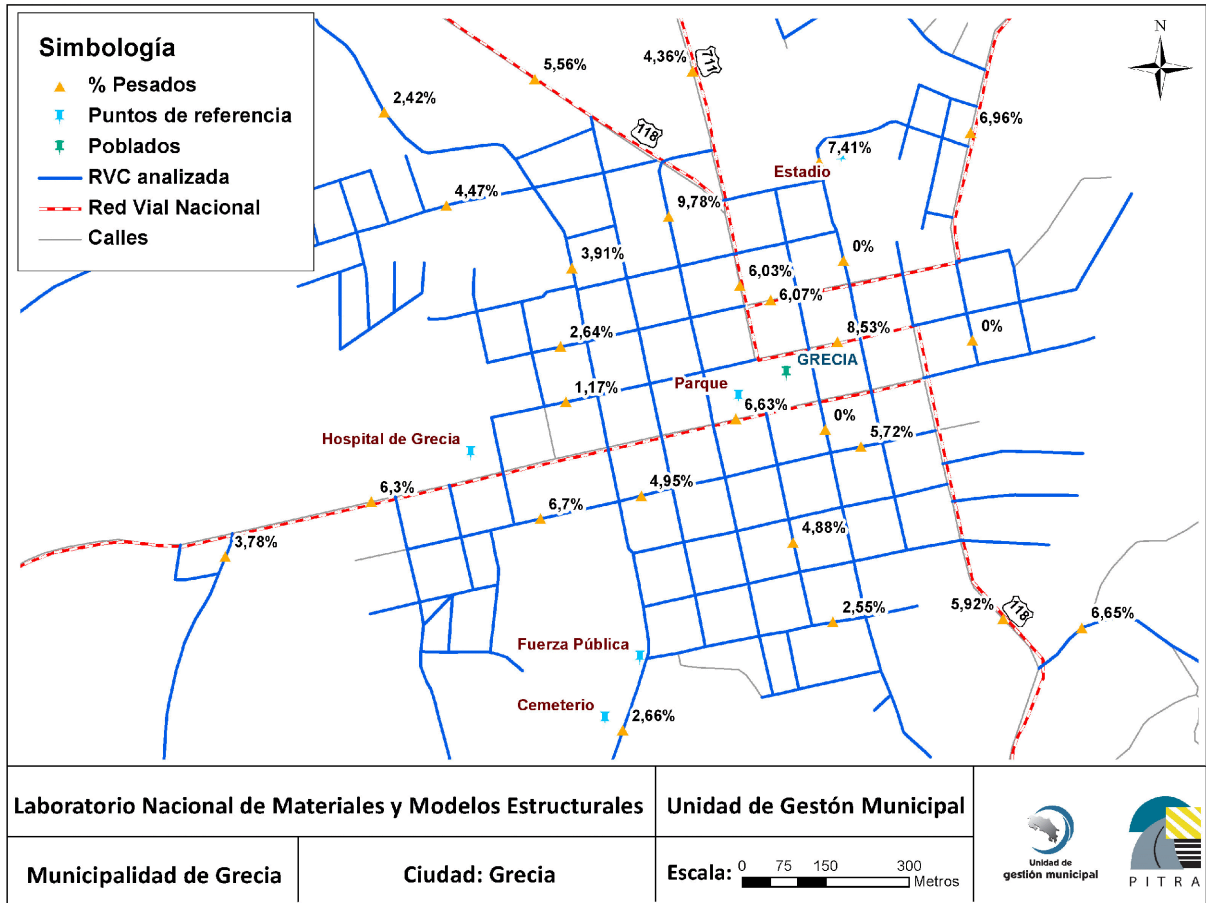 Simbología
% Pesados
Puntos de referencia
Poblados
RVC analizada
Red Vial Nacional
Calles
N
5,56%
4,36%
711
2,42%
118
6,96%
7,41%
Estadio
4,47%
9,78%
3,91%
0%
6,03%
6,07%
2,64%
8,53%
0%
GRECIA
Parque
1,17%
6,63%
0%
5,72%
Hospital de Grecia
6,3%
4,95%
6,7%
3,78%
4,88%
2,55%
5,92%
118
6,65%
Fuerza Pública
Cemeterio
2,66%
Laboratorio Nacional de Materiales y Modelos Estructurales
Unidad de Gestón Municipal
Municipalidad de Grecia
Ciudad: Grecia
Escala: 0 75 150 300
Metros
Unidad de
gestión municipal
PITRA